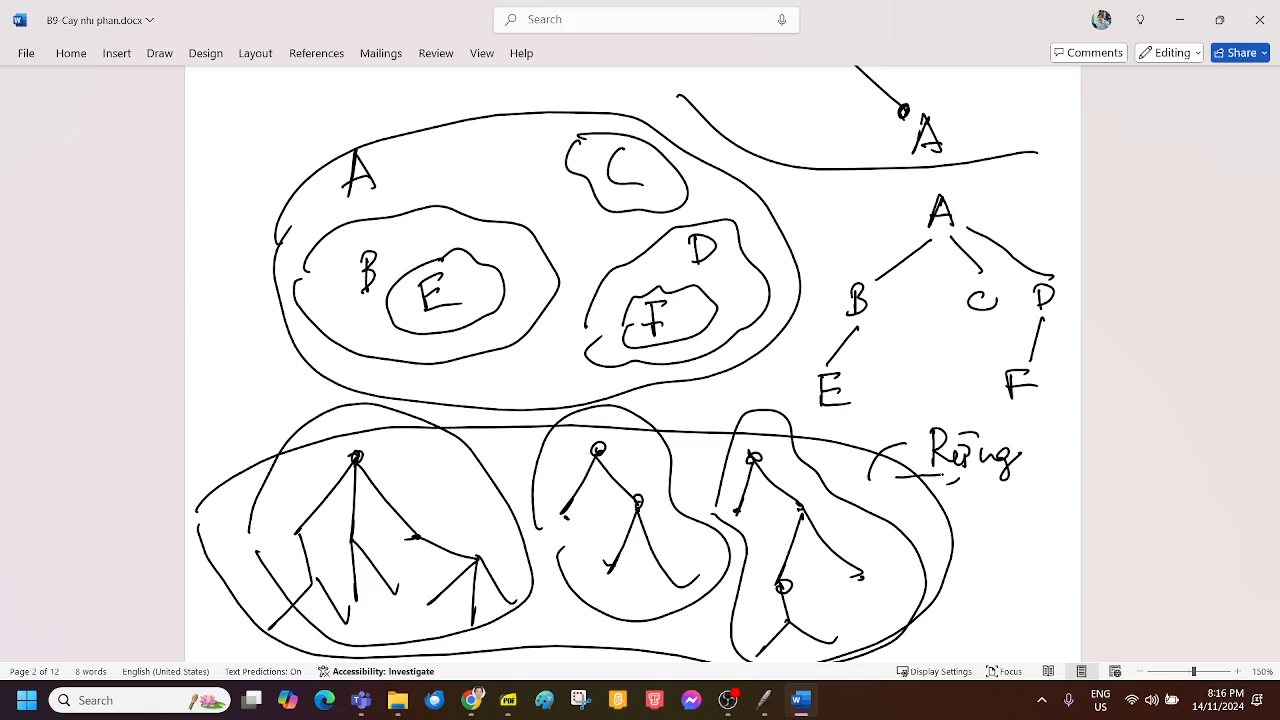 B9-Cay nhi phan.docx
Search
File Home Insert Draw Design Layout References Mailings Review View Help
Comments Editing Share
A
A
C
B
E
D
F
A
B C D
E F
Rừng
Page 2 of 12 8 words English (United States) Text Predictions: On Accessibility: Investigate Display Settings Focus 150%
Search
PDF
ENG
US
8:16 PM
14/11/2024